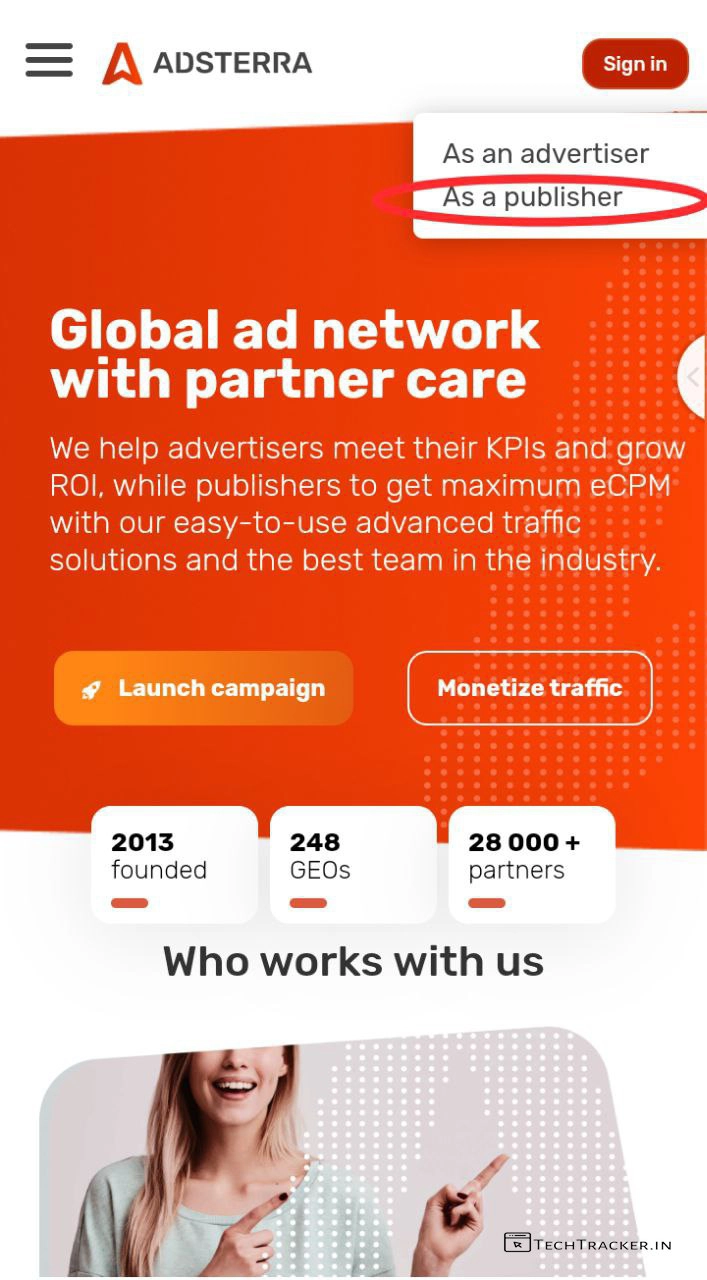 ADSTERRA
Sign in
As an advertiser
As a publisher
Global ad network
with partner care
We help advertisers meet their KPIs and grow
ROI, while publishers to get maximum eCPM
with our easy-to-use advanced traffic
solutions and the best team in the industry.
Launch campaign
Monetize traffic
2013
founded
248
GEOs
28 000 +
partners
Who works with us
TECHTRACKER.IN